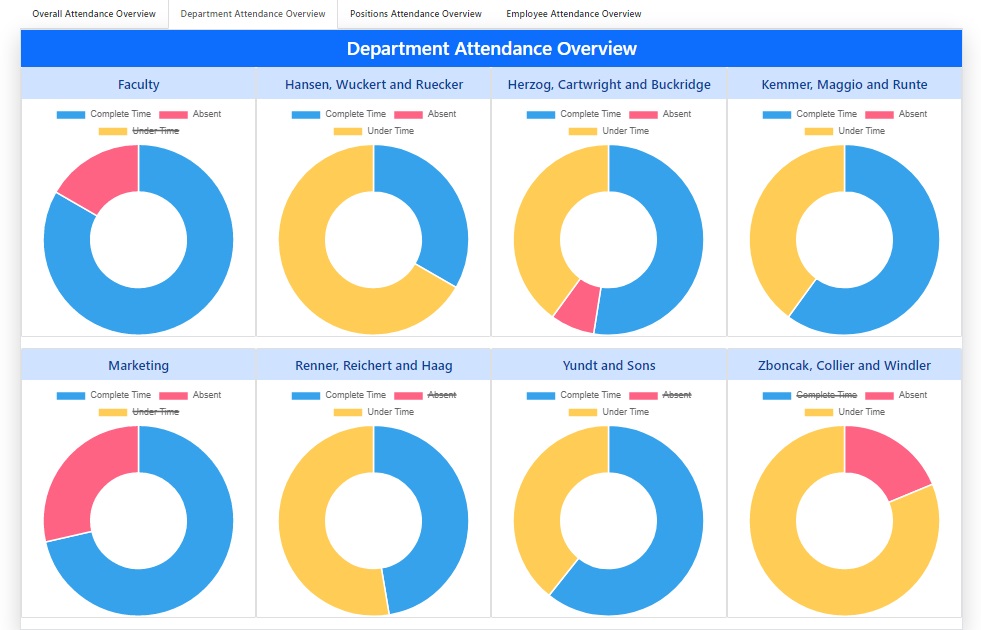 Overall Attendance Overview Department Attendance Overview Positions Attendance Overview Employee Attendance Overview
Department Attendance Overview
Faculty Hansen, Wuckert and Ruecker Herzog, Cartwright and Buckridge Kemmer, Maggio and Runte
Complete Time Absent Complete Time Absent Complete Time Absent Complete Time Absent
Under Time Under Time Under Time Under Time
Marketing Renner, Reichert and Haag Yundt and Sons Zboncak, Collier and Windler
Complete Time Absent Complete Time Absent Complete Time Absent Complete Time Absent
Under Time Under Time Under Time Under Time